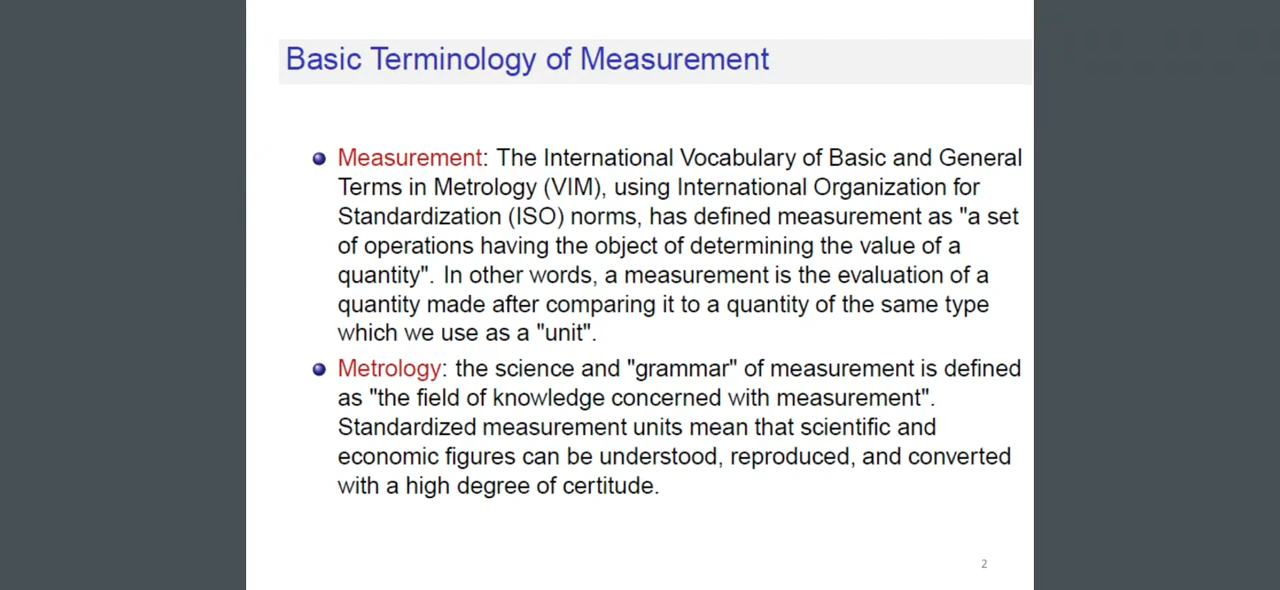 Basic Terminology of Measurement
Measurement: The International Vocabulary of Basic and General
Terms in Metrology (VIM), using International Organization for
Standardization (ISO) norms, has defined measurement as "a set
of operations having the object of determining the value of a
quantity". In other words, a measurement is the evaluation of a
quantity made after comparing it to a quantity of the same type
which we use as a "unit".
Metrology: the science and "grammar" of measurement is defined
as "the field of knowledge concerned with measurement".
Standardized measurement units mean that scientific and
economic figures can be understood, reproduced, and converted
with a high degree of certitude.
2